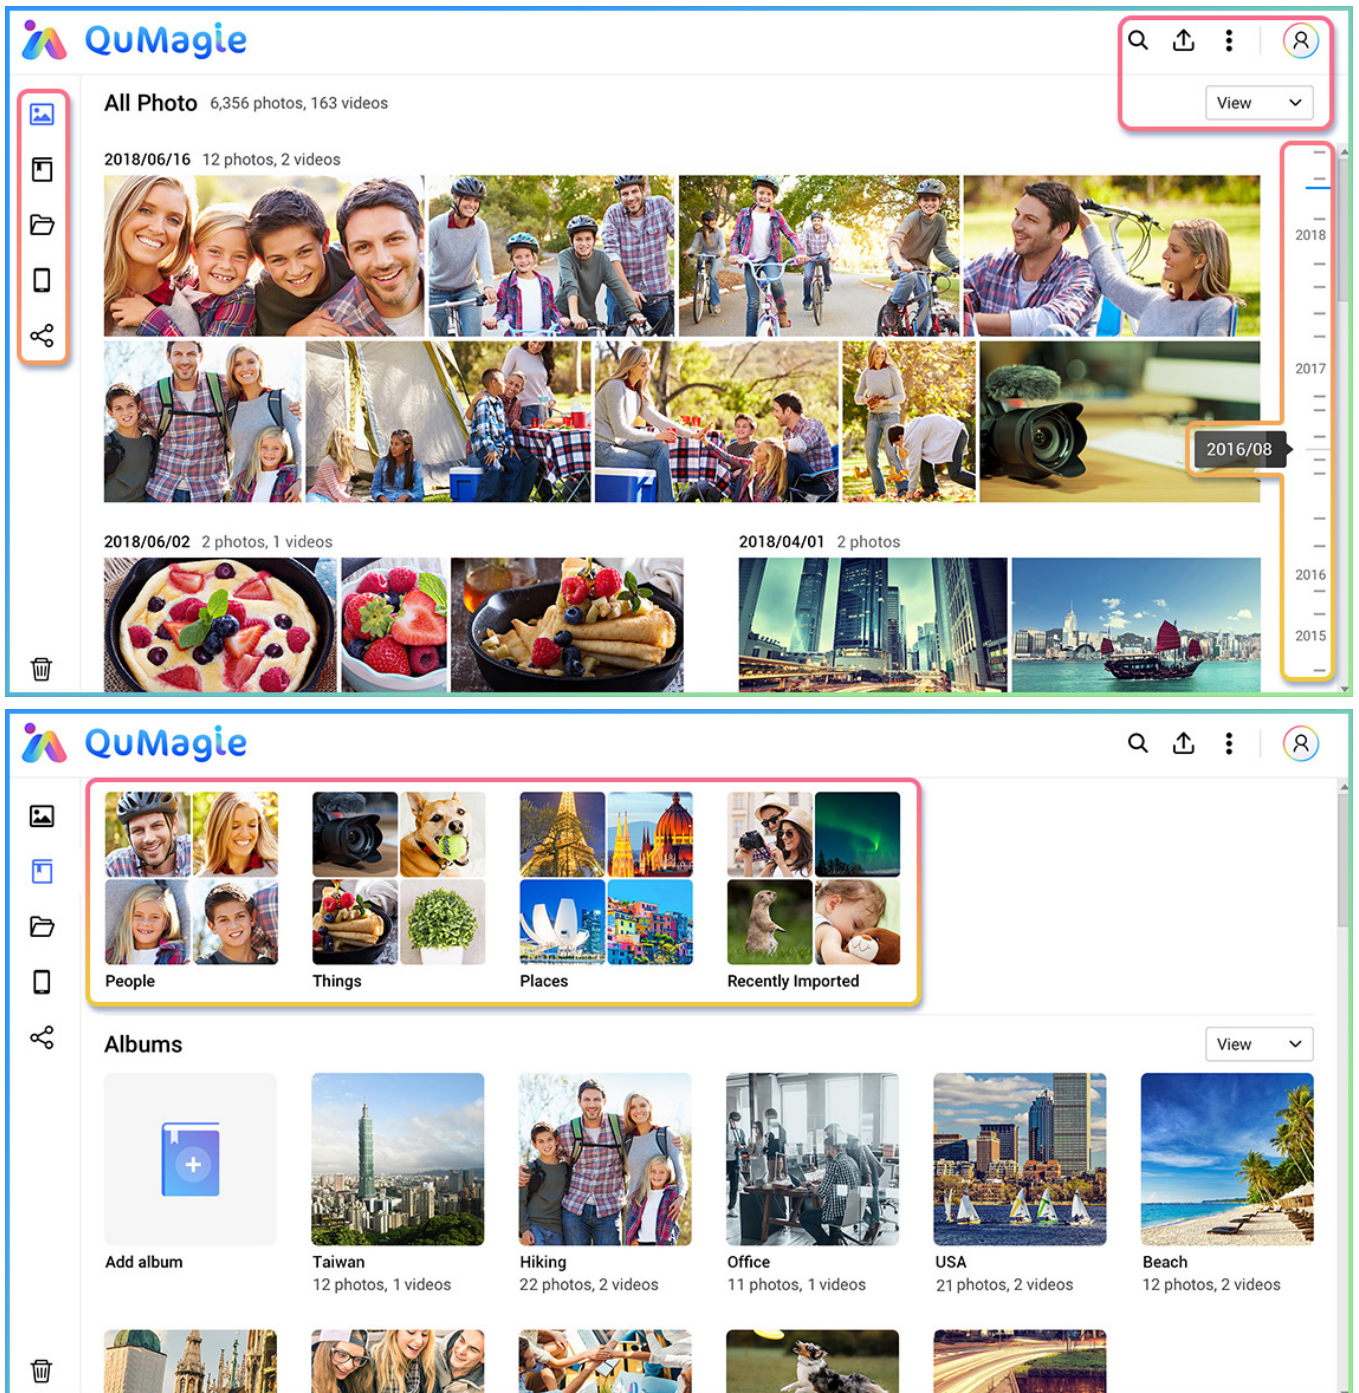 QuMagie
All Photo 6,356 photos, 163 videos
View
2018/06/16 12 photos, 2 videos
2018
2017
2016/08
2018/06/02 2 photos, 1 videos
2018/04/01 2 photos
2016
2015
QuMagie
People
Things
Places
Recently Imported
Albums
View
Add album
Taiwan
12 photos, 1 videos
Hiking
22 photos, 2 videos
Office
11 photos, 1 videos
USA
21 photos, 2 videos
Beach
12 photos, 2 videos